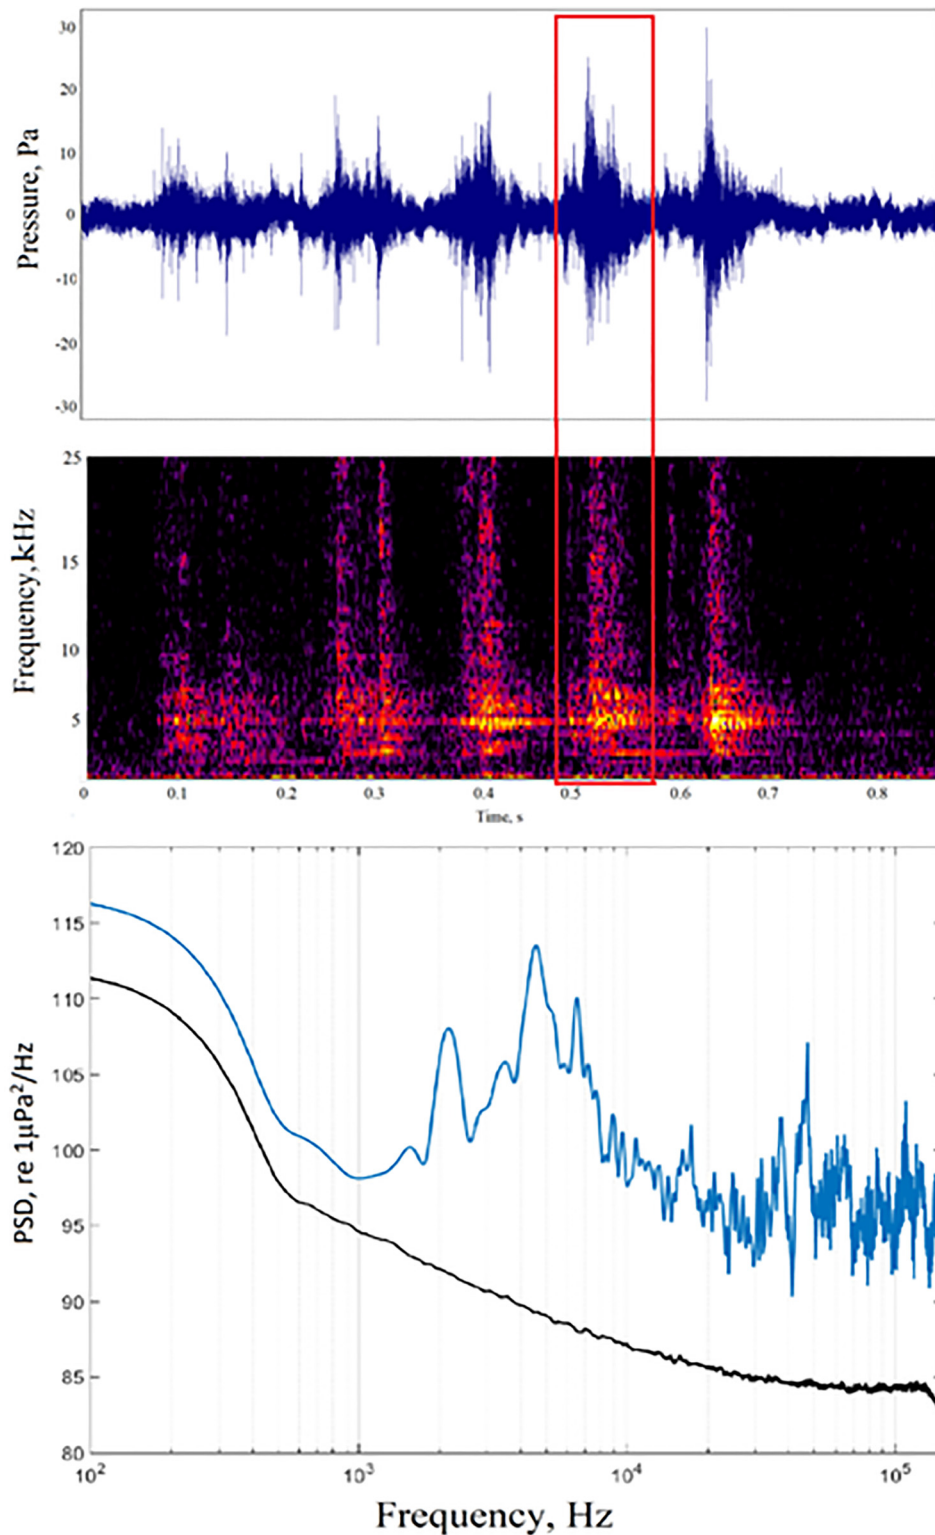 30
20
10
0
-10
-20
-30
Pressure, Pa
25
15
10
5
Frequency, kHz
0 0.1 0.2 0.3 0.4 0.5 0.6 0.7 0.8
Time, s
120
115
110
105
100
95
90
85
80
PSD, re 1µPa²/Hz
10² 10³ 10⁴ 10⁵
Frequency, Hz